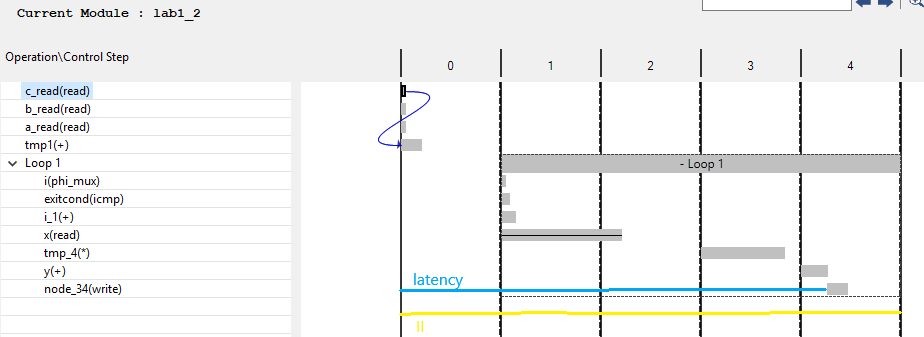 Current Module : lab1_2
Operation\Control Step
0 1 2 3 4
c_read(read)
b_read(read)
a_read(read)
tmp1(+)
Loop 1
- Loop 1
i(phi_mux)
exitcond(icmp)
i_1(+)
x(read)
tmp_4(*)
y(+)
latency
node_34(write)
II